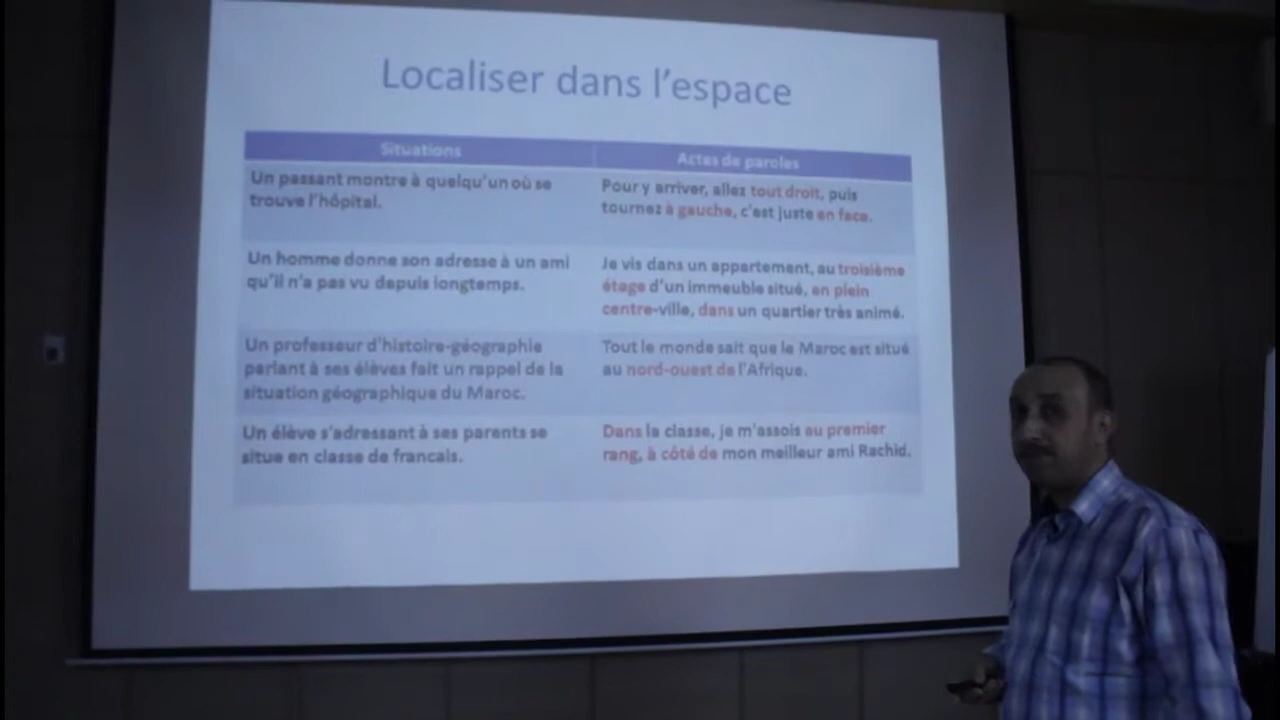 Localiser dans l'espace
Situations
Actes de paroles
Un passant montre à quelqu'un où se
trouve l'hôpital.
Pour y arriver, allez tout droit, puis
tournez à gauche, c'est juste en face.
Un homme donne son adresse à un ami
qu'il n'a pas vu depuis longtemps.
Je vis dans un appartement, au troisième
étage d'un immeuble situé, en plein
centre-ville, dans un quartier très animé.
Un professeur d'histoire-géographie
parlant à ses élèves fait un rappel de la
situation géographique du Maroc.
Tout le monde sait que le Maroc est situé
au nord-ouest de l'Afrique.
Un élève s'adressant à ses parents se
situe en classe de francais.
Dans la classe, je m'assois au premier
rang, à côté de mon meilleur ami Rachid.